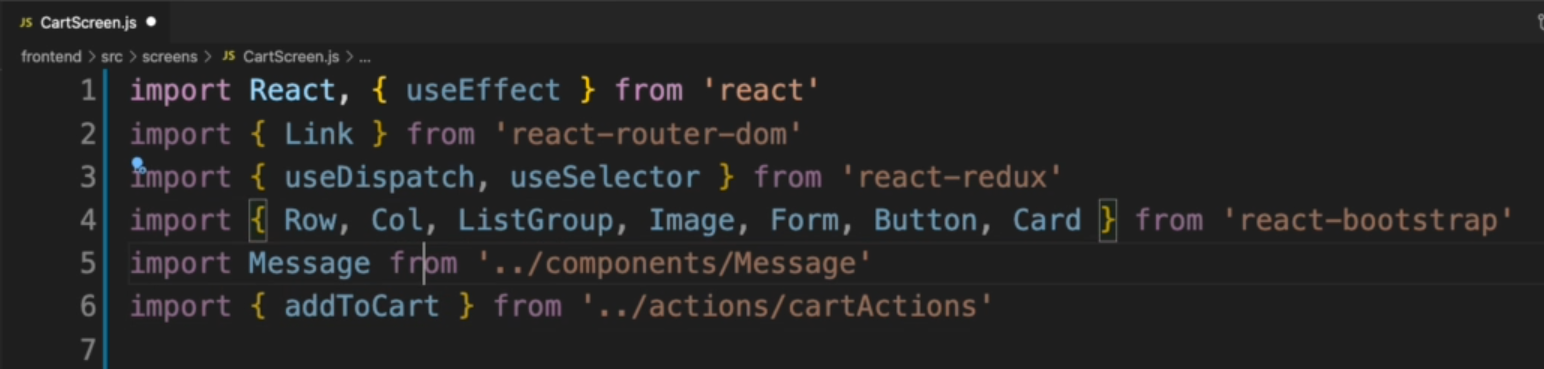 JS CartScreen.js
frontend > src > screens > JS CartScreen.js > ...
1 import React, { useEffect } from 'react'
2 import { Link } from 'react-router-dom'
3 import { useDispatch, useSelector } from 'react-redux'
4 import { Row, Col, ListGroup, Image, Form, Button, Card } from 'react-bootstrap'
5 import Message from '../components/Message'
6 import { addToCart } from '../actions/cartActions'
7